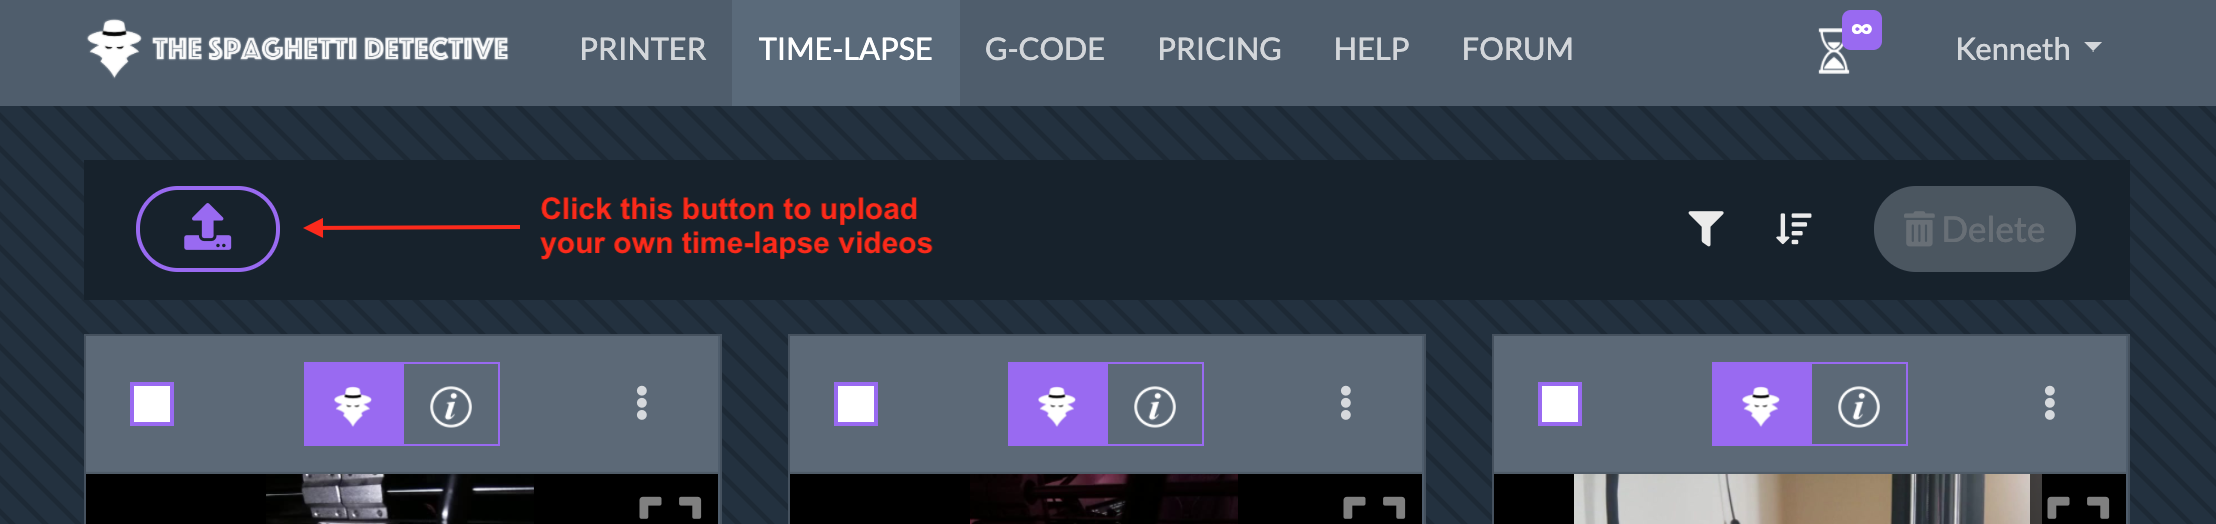 THE SPAGHETTI DETECTIVE PRINTER TIME-LAPSE G-CODE PRICING HELP FORUM ∞ Kenneth
Click this button to upload
your own time-lapse videos
Delete
i i i